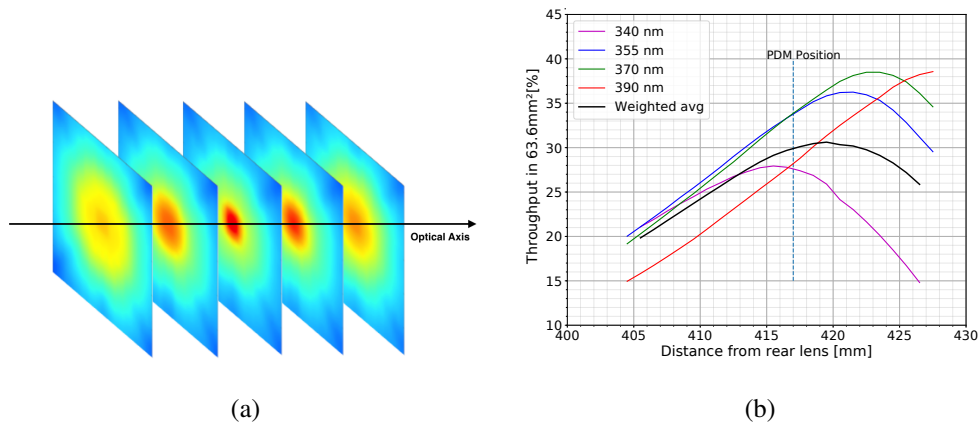 (a)
Optical Axis
(b)
340 nm
355 nm
370 nm
390 nm
Weighted avg
PDM Position
Throughput in 63.6mm²[%]
45
40
35
30
25
20
15
10
400 405 410 415 420 425 430
Distance from rear lens [mm]
(a)
(b)